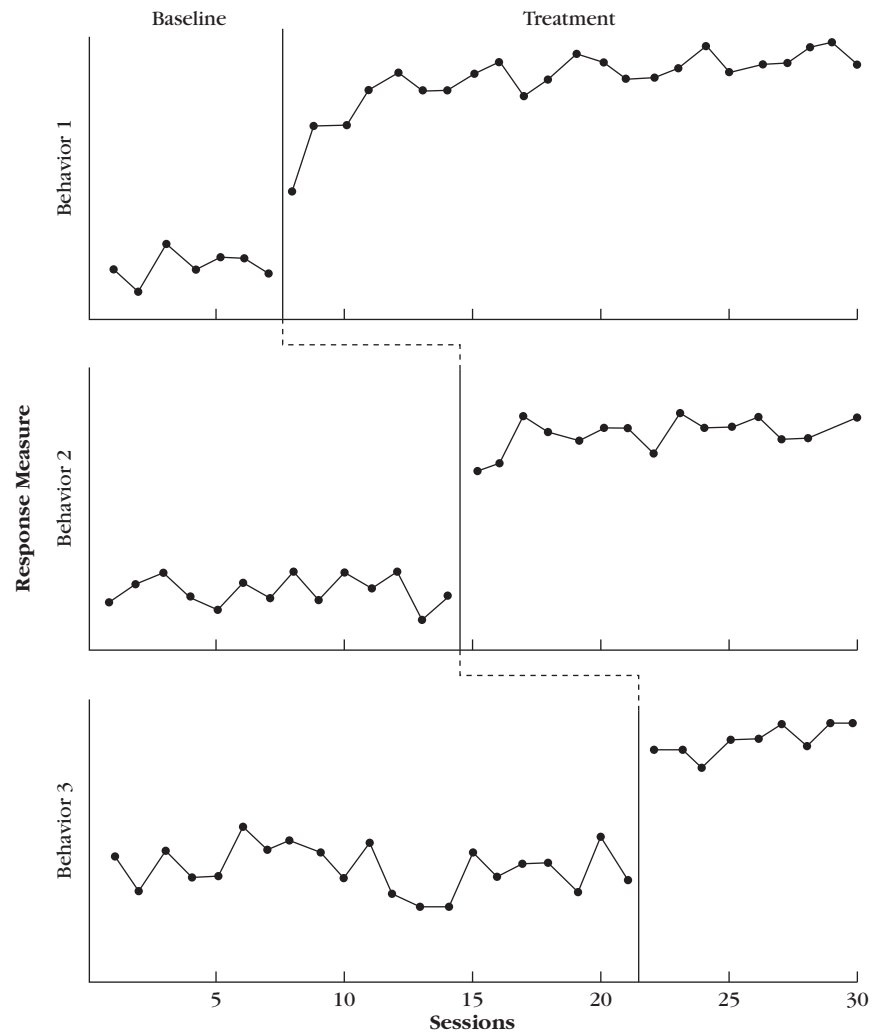 Baseline Treatment
Behavior 1
Behavior 2
Response Measure
Behavior 3
5 10 15 20 25 30
Sessions